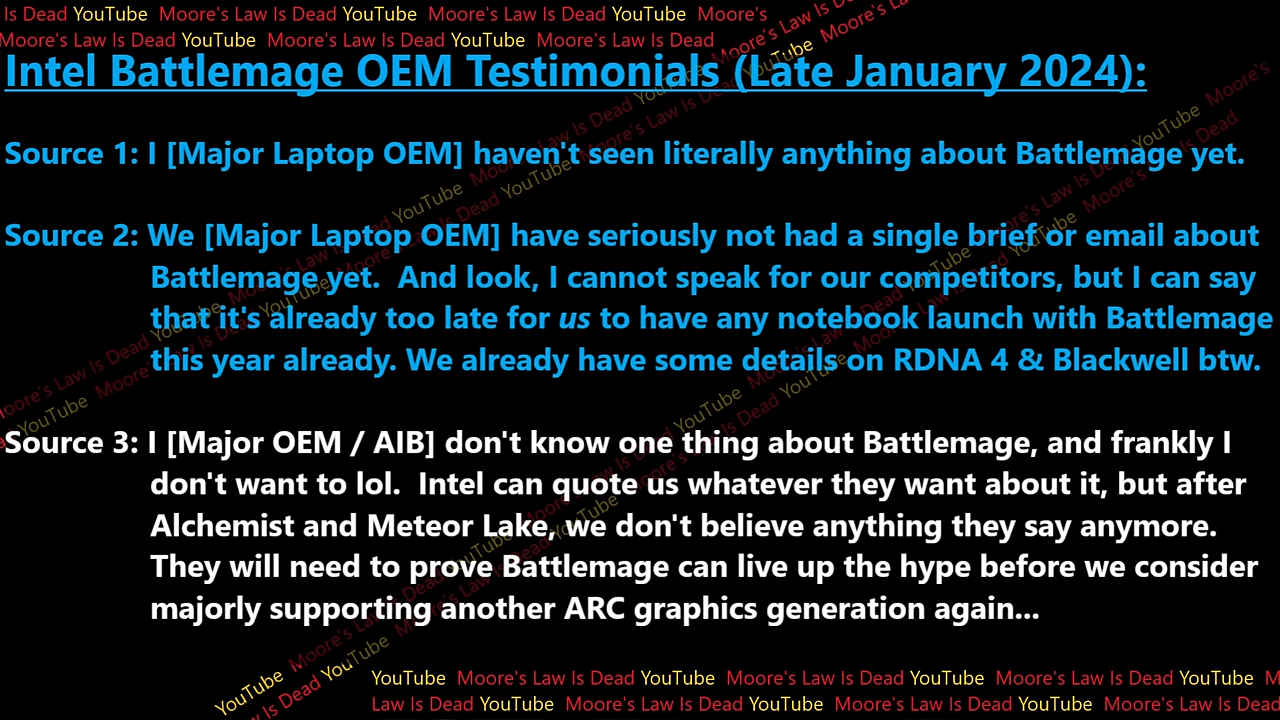 Is Dead YouTube Moore's Law Is Dead YouTube Moore's Law Is Dead YouTube Moore's
Moore's Law Is Dead YouTube Moore's Law Is Dead YouTube Moore's Law Is Dead
Intel Battlemage OEM Testimonials (Late January 2024):
Source 1: I [Major Laptop OEM] haven't seen literally anything about Battlemage yet.
Source 2: We [Major Laptop OEM] have seriously not had a single brief or email about
Battlemage yet. And look, I cannot speak for our competitors, but I can say
that it's already too late for us to have any notebook launch with Battlemage
this year already. We already have some details on RDNA 4 & Blackwell btw.
Source 3: I [Major OEM / AIB] don't know one thing about Battlemage, and frankly I
don't want to lol. Intel can quote us whatever they want about it, but after
Alchemist and Meteor Lake, we don't believe anything they say anymore.
They will need to prove Battlemage can live up the hype before we consider
majorly supporting another ARC graphics generation again...
YouTube Moore's Law Is Dead YouTube Moore's Law Is Dead YouTube Moore's Law Is Dead YouTube
Law Is Dead YouTube Moore's Law Is Dead YouTube Moore's Law Is Dead YouTube Moore's Law Is Dead